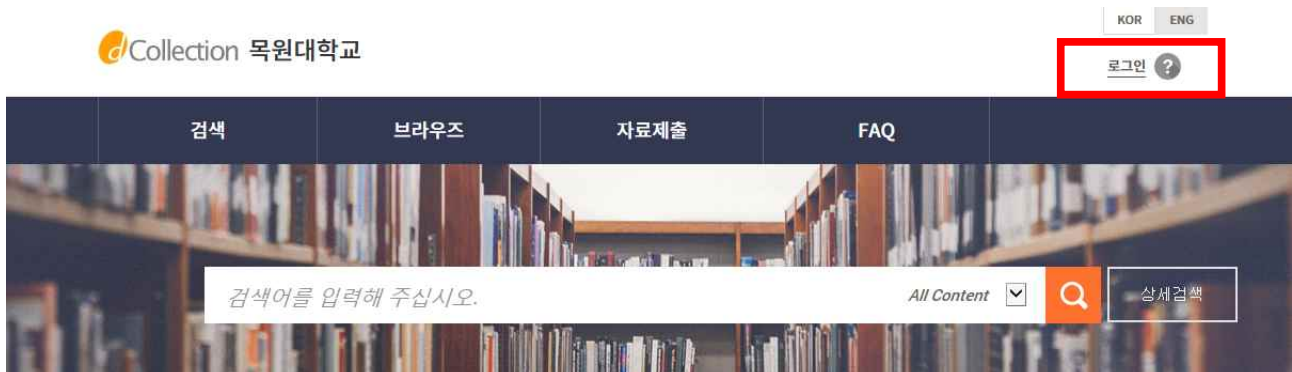 KOR ENG
dCollection 목원대학교
로그인 ?
검색 브라우즈 자료제출 FAQ
검색어를 입력해 주십시오. All Content 상세검색